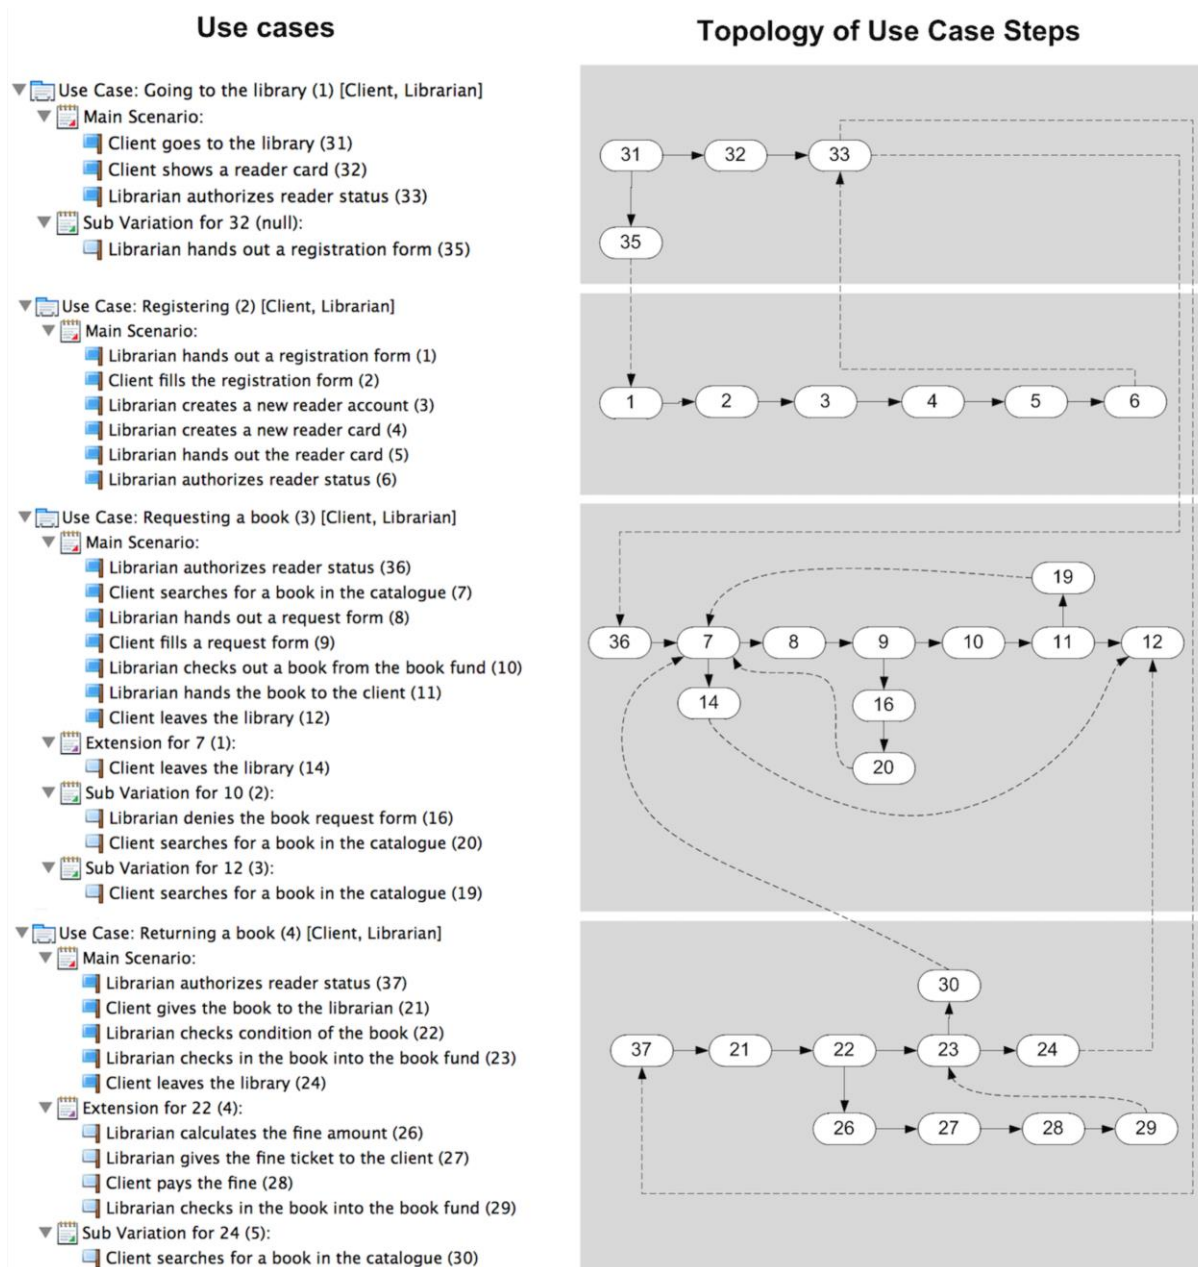 Use cases
Topology of Use Case Steps
Use Case: Going to the library (1) [Client, Librarian]
Main Scenario:
Client goes to the library (31)
Client shows a reader card (32)
Librarian authorizes reader status (33)
Sub Variation for 32 (null):
Librarian hands out a registration form (35)
31 32 33
35
Use Case: Registering (2) [Client, Librarian]
Main Scenario:
Librarian hands out a registration form (1)
Client fills the registration form (2)
Librarian creates a new reader account (3)
Librarian creates a new reader card (4)
Librarian hands out the reader card (5)
Librarian authorizes reader status (6)
1 2 3 4 5 6
Use Case: Requesting a book (3) [Client, Librarian]
Main Scenario:
Librarian authorizes reader status (36)
Client searches for a book in the catalogue (7)
Librarian hands out a request form (8)
Client fills a request form (9)
Librarian checks out a book from the book fund (10)
Librarian hands the book to the client (11)
Client leaves the library (12)
Extension for 7 (1):
Client leaves the library (14)
Sub Variation for 10 (2):
Librarian denies the book request form (16)
Client searches for a book in the catalogue (20)
Sub Variation for 12 (3):
Client searches for a book in the catalogue (19)
19
36 7 8 9 10 11 12
14 16
20
Use Case: Returning a book (4) [Client, Librarian]
Main Scenario:
Librarian authorizes reader status (37)
Client gives the book to the librarian (21)
Librarian checks condition of the book (22)
Librarian checks in the book into the book fund (23)
Client leaves the library (24)
Extension for 22 (4):
Librarian calculates the fine amount (26)
Librarian gives the fine ticket to the client (27)
Client pays the fine (28)
Librarian checks in the book into the book fund (29)
Sub Variation for 24 (5):
Client searches for a book in the catalogue (30)
30
37 21 22 23 24
26 27 28 29